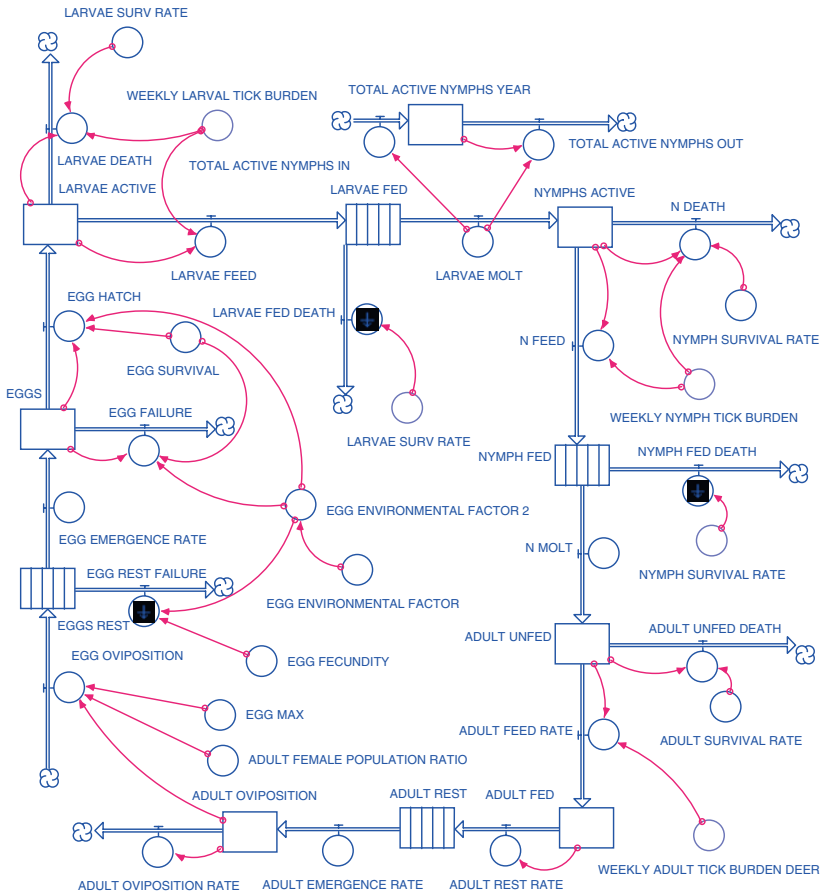 LARVAE SURV RATE
WEEKLY LARVAL TICK BURDEN
TOTAL ACTIVE NYMPHS YEAR
LARVAE DEATH
TOTAL ACTIVE NYMPHS IN
TOTAL ACTIVE NYMPHS OUT
LARVAE ACTIVE
LARVAE FED
NYMPHS ACTIVE
N DEATH
LARVAE FEED
LARVAE MOLT
EGG HATCH
LARVAE FED DEATH
N FEED
NYMPH SURVIVAL RATE
EGG SURVIVAL
EGGS
EGG FAILURE
LARVAE SURV RATE
WEEKLY NYMPH TICK BURDEN
NYMPH FED
NYMPH FED DEATH
EGG ENVIRONMENTAL FACTOR 2
EGG EMERGENCE RATE
N MOLT
EGG REST FAILURE
NYMPH SURVIVAL RATE
EGG ENVIRONMENTAL FACTOR
EGGS REST
ADULT UNFED
ADULT UNFED DEATH
EGG OVIPOSITION
EGG FECUNDITY
EGG MAX
ADULT FEED RATE
ADULT SURVIVAL RATE
ADULT FEMALE POPULATION RATIO
ADULT OVIPOSITION
ADULT REST
ADULT FED
WEEKLY ADULT TICK BURDEN DEER
ADULT OVIPOSITION RATE
ADULT EMERGENCE RATE
ADULT REST RATE